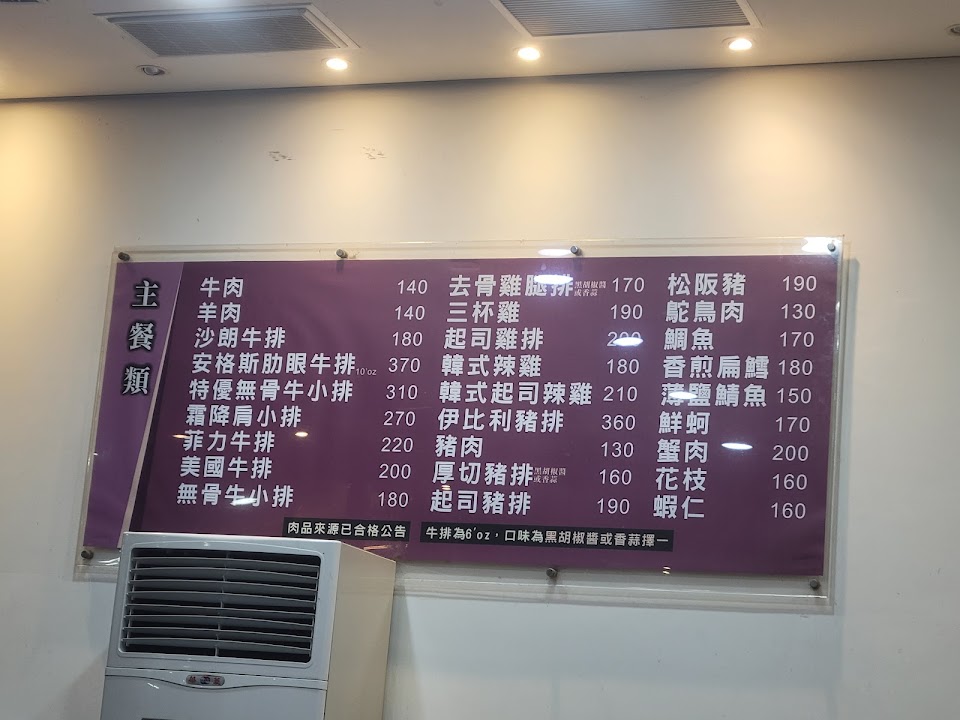 主餐類
牛肉 140
羊肉 140
沙朗牛排 180
安格斯肋眼牛排10'oz 370
特優無骨牛小排 310
霜降肩小排 270
菲力牛排 220
美國牛排 200
無骨牛小排 180
去骨雞腿排黑胡椒醬或香蒜 170
三杯雞 190
起司雞排 200
韓式辣雞 180
韓式起司辣雞 210
伊比利豬排 360
豬肉 130
厚切豬排黑胡椒醬或香蒜 160
起司豬排 190
松阪豬 190
鴕鳥肉 130
鯛魚 170
香煎扁鱈 180
薄鹽鯖魚 150
鮮蚵 170
蟹肉 200
花枝 160
蝦仁 160
肉品來源已合格公告
牛排為6'oz，口味為黑胡椒醬或香蒜擇一